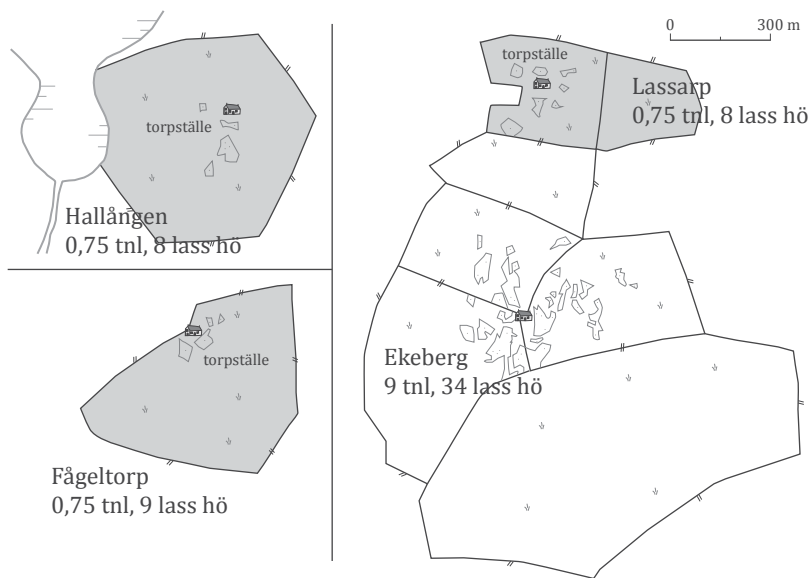 torpställe
Hallången
0,75 tnl, 8 lass hö
torpställe
Fågeltorp
0,75 tnl, 9 lass hö
0 300 m
torpställe
Lassarp
0,75 tnl, 8 lass hö
Ekeberg
9 tnl, 34 lass hö